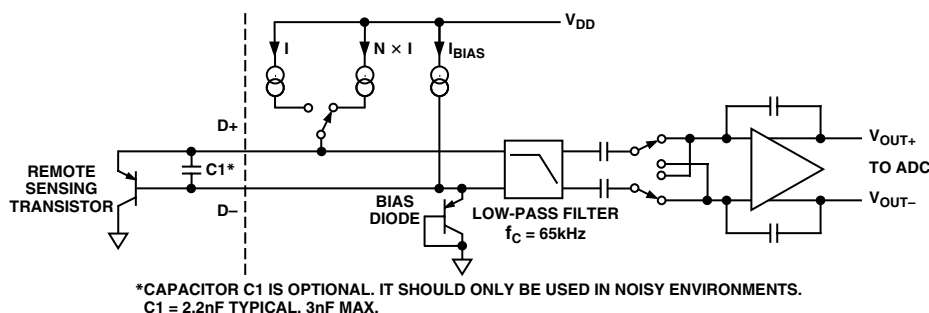 V_DD
I
N × I
I_BIAS
D+
C1*
REMOTE
SENSING
TRANSISTOR
D–
BIAS
DIODE
LOW-PASS FILTER
f_C = 65kHz
V_OUT+
TO ADC
V_OUT–
*CAPACITOR C1 IS OPTIONAL. IT SHOULD ONLY BE USED IN NOISY ENVIRONMENTS.
C1 = 2.2nF TYPICAL, 3nF MAX.